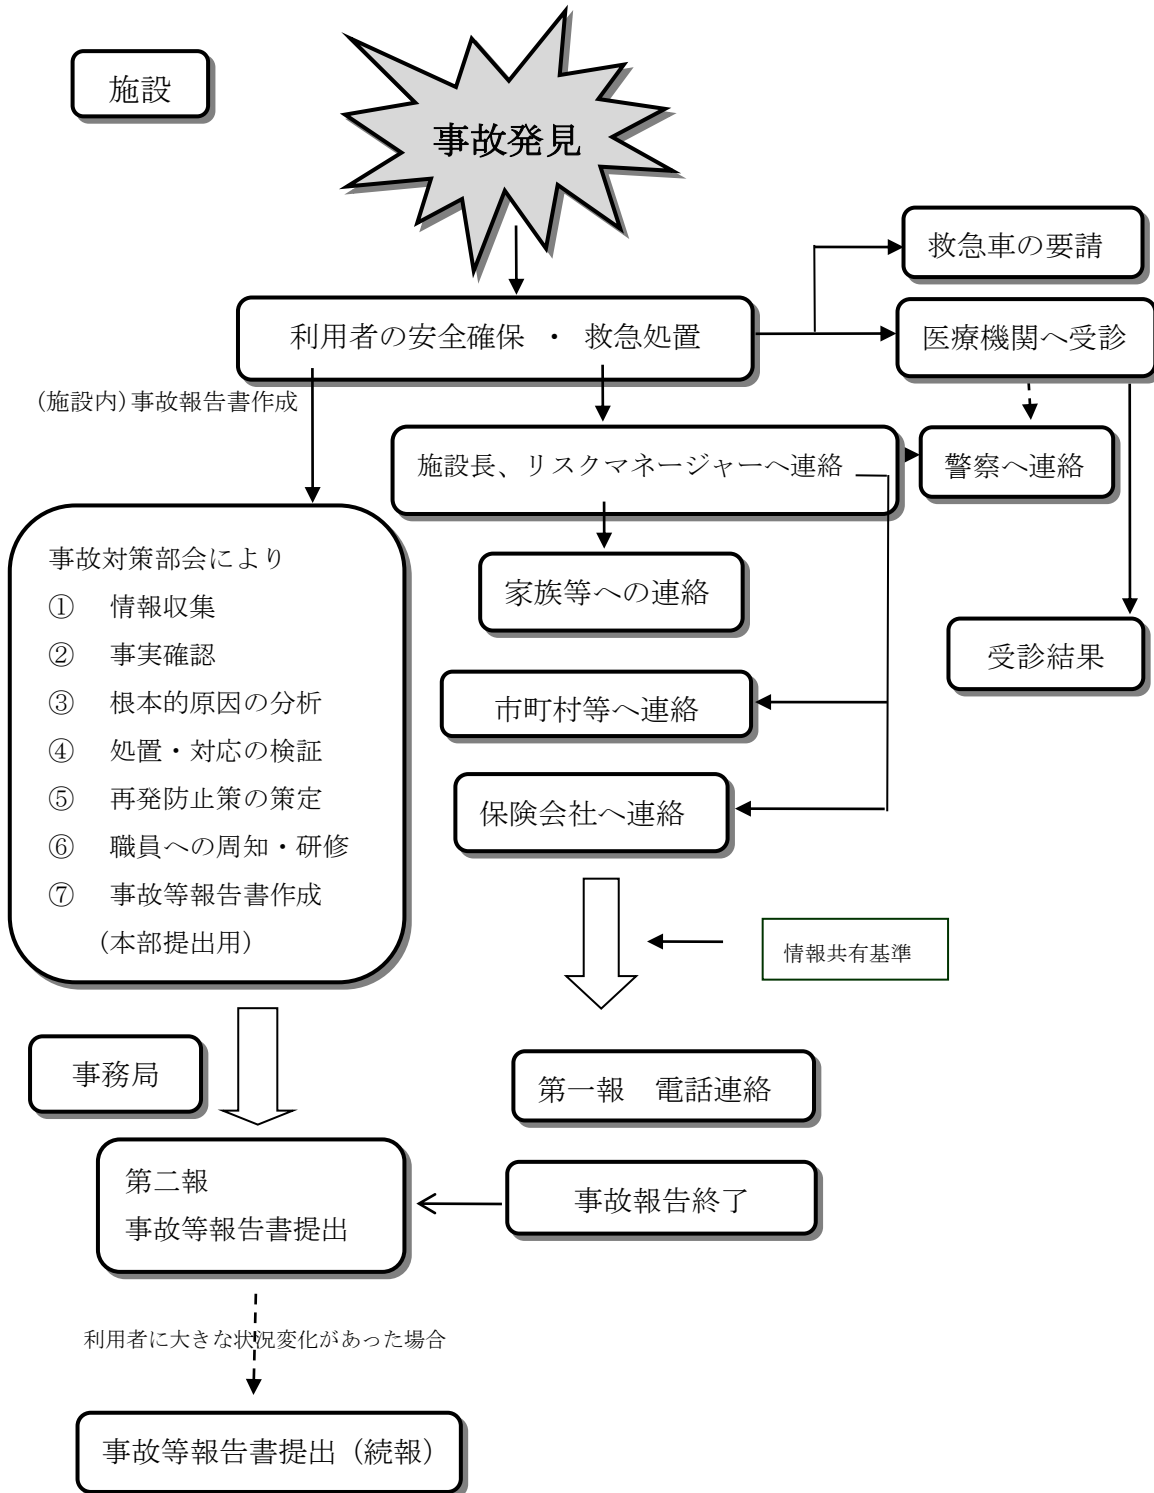 施設
事故発見
救急車の要請
利用者の安全確保 ・ 救急処置
医療機関へ受診
(施設内)事故報告書作成
施設長、リスクマネージャーへ連絡
警察へ連絡
事故対策部会により
① 情報収集
② 事実確認
③ 根本的原因の分析
④ 処置・対応の検証
⑤ 再発防止策の策定
⑥ 職員への周知・研修
⑦ 事故等報告書作成
(本部提出用)
家族等への連絡
受診結果
市町村等へ連絡
保険会社へ連絡
情報共有基準
事務局
第一報 電話連絡
第二報
事故等報告書提出
事故報告終了
利用者に大きな状況変化があった場合
事故等報告書提出（続報）